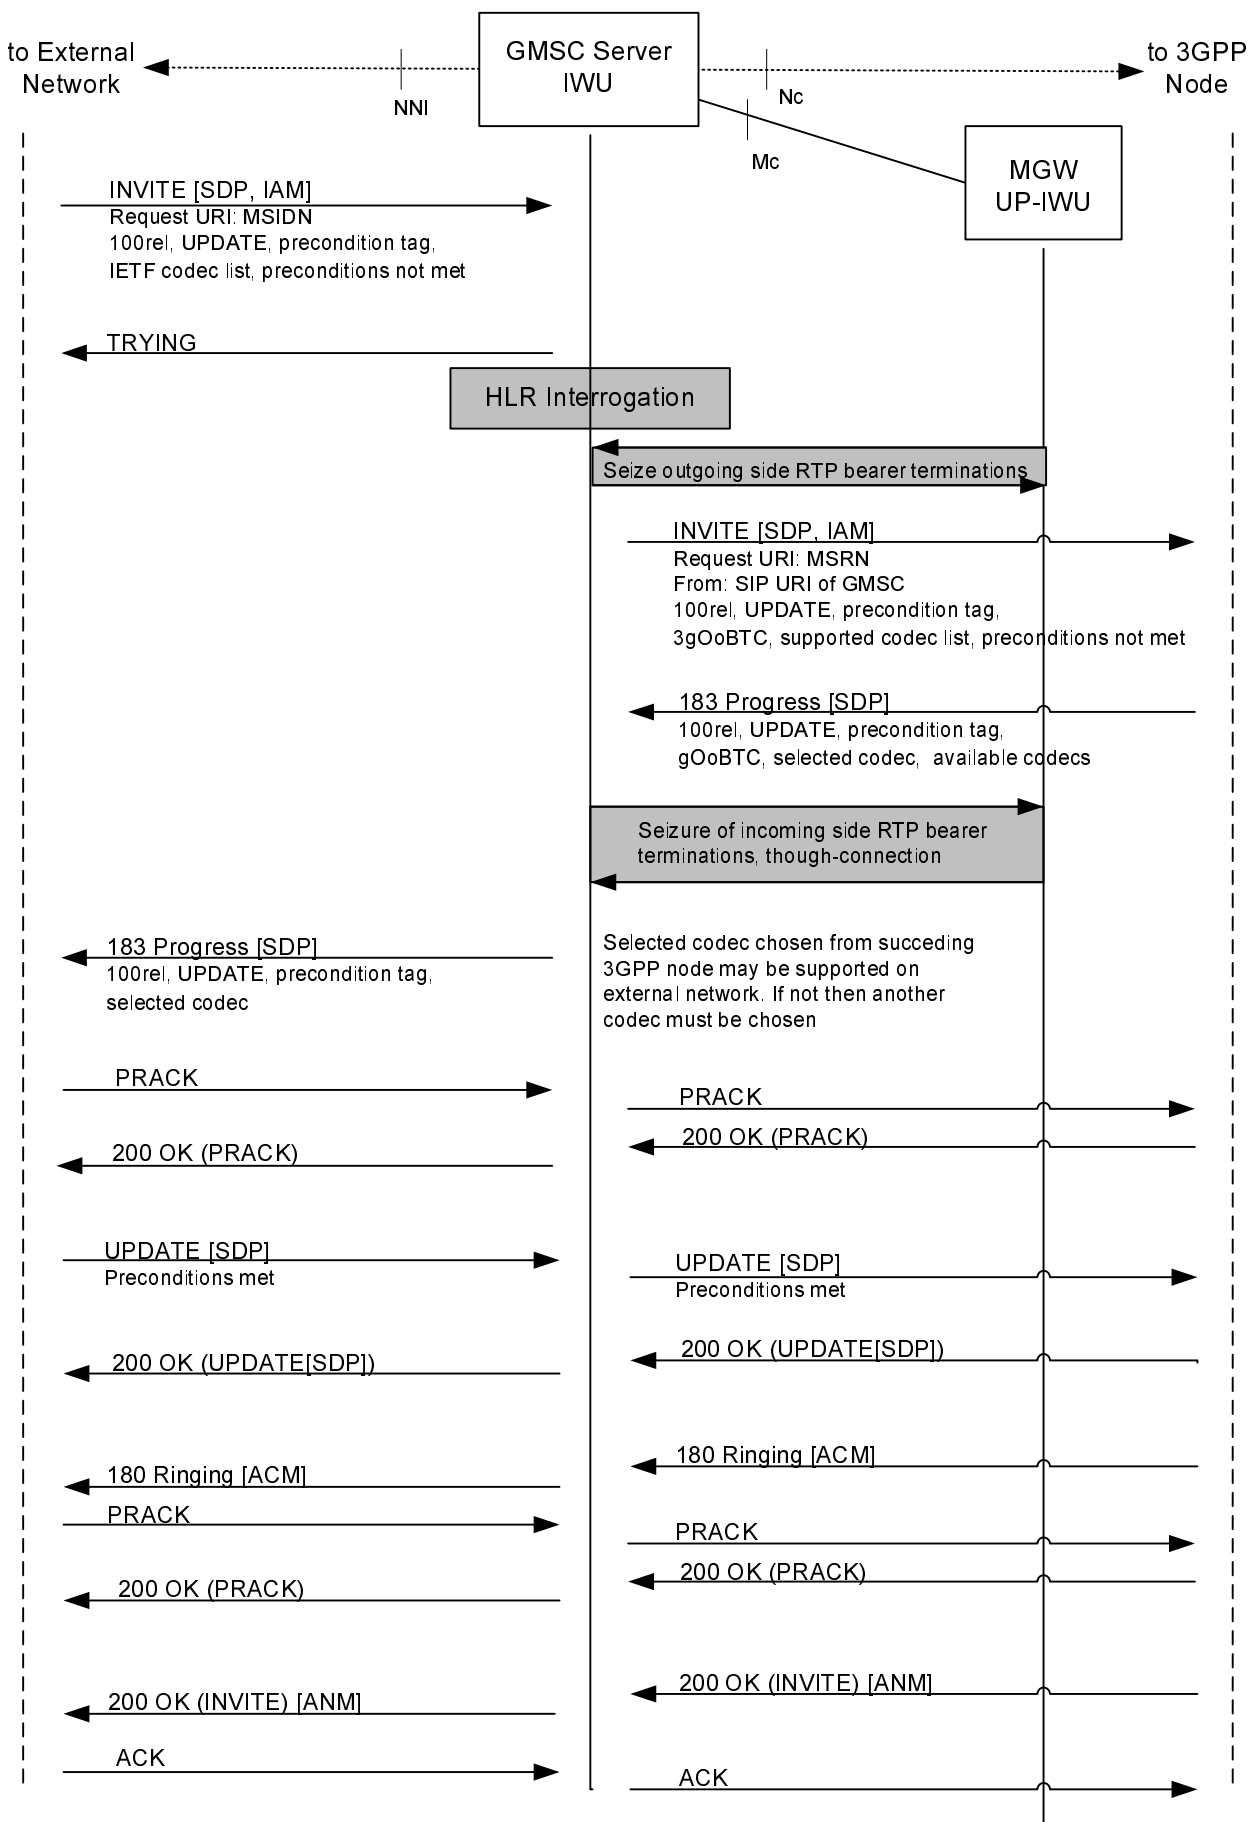 to External
Network
GMSC Server
IWU
to 3GPP
Node
NNI
Nc
Mc
MGW
UP-IWU
INVITE [SDP, IAM]
Request URI: MSIDN
100rel, UPDATE, precondition tag,
IETF codec list, preconditions not met
TRYING
HLR Interrogation
Seize outgoing side RTP bearer terminations
INVITE [SDP, IAM]
Request URI: MSRN
From: SIP URI of GMSC
100rel, UPDATE, precondition tag,
3gOoBTC, supported codec list, preconditions not met
183 Progress [SDP]
100rel, UPDATE, precondition tag,
gOoBTC, selected codec, available codecs
Seizure of incoming side RTP bearer
terminations, though-connection
183 Progress [SDP]
100rel, UPDATE, precondition tag,
selected codec
Selected codec chosen from succeding
3GPP node may be supported on
external network. If not then another
codec must be chosen
PRACK
PRACK
200 OK (PRACK)
200 OK (PRACK)
UPDATE [SDP]
Preconditions met
UPDATE [SDP]
Preconditions met
200 OK (UPDATE[SDP])
200 OK (UPDATE[SDP])
180 Ringing [ACM]
180 Ringing [ACM]
PRACK
PRACK
200 OK (PRACK)
200 OK (PRACK)
200 OK (INVITE) [ANM]
200 OK (INVITE) [ANM]
ACK
ACK